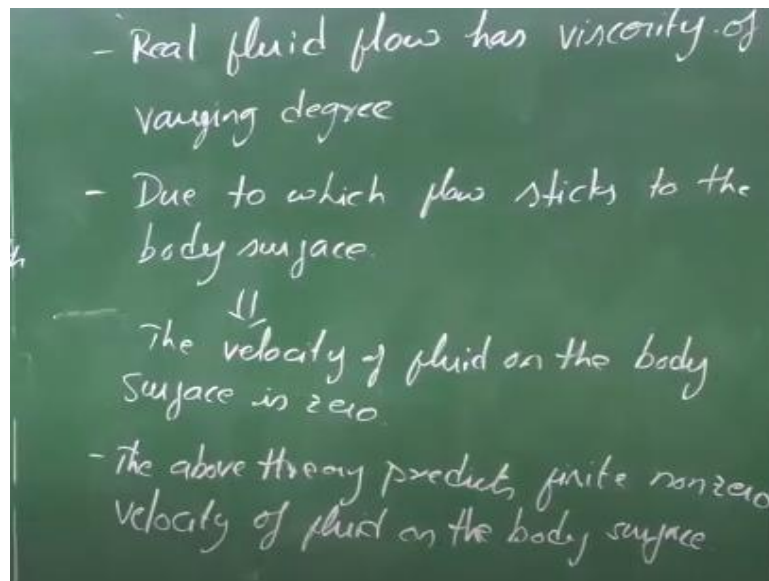 - Real fluid flow has viscosity of
varying degree
- Due to which flow sticks to the
body surface.
⇓
The velocity of fluid on the body
surface is zero
- The above theory predicts finite nonzero
velocity of fluid on the body surface.